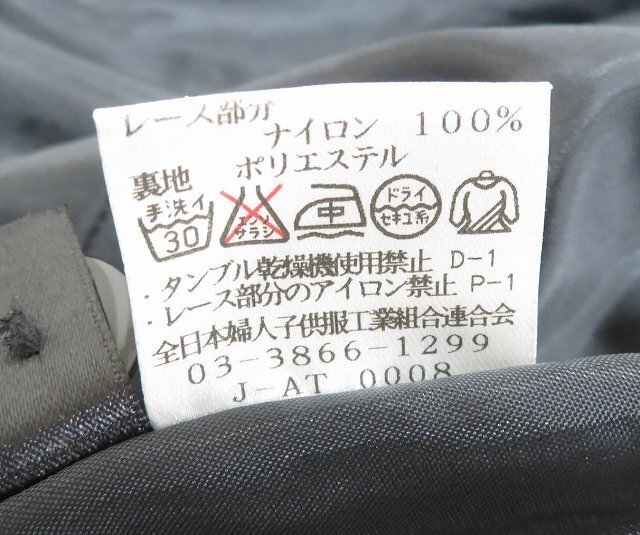 レース部分
ナイロン 100%
裏地 ポリエステル
手洗イ 30 エンソ サラシ 中 ドライ セキユ系
・タンブル乾燥機使用禁止 D-1
・レース部分のアイロン禁止 P-1
全日本婦人子供服工業組合連合会
03-3866-1299
J-AT 0008